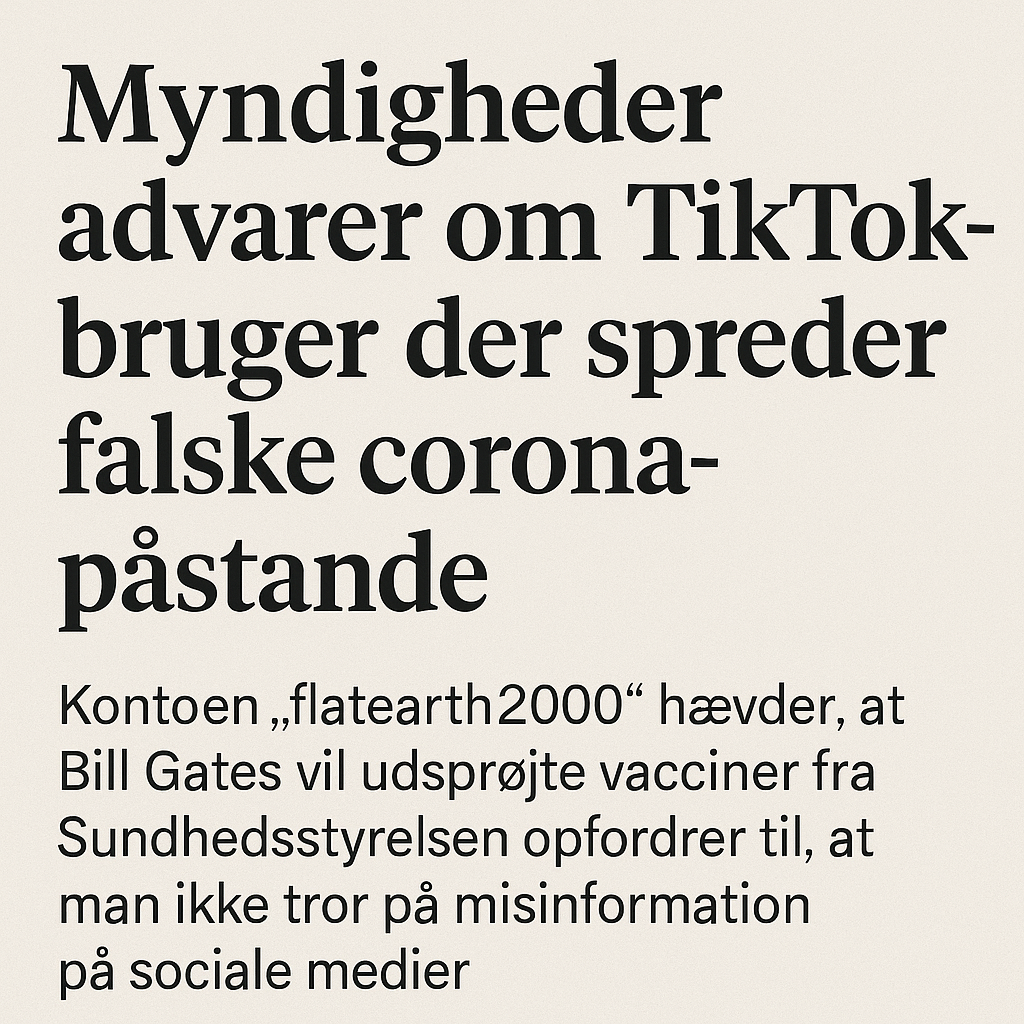 Myndigheder
advarer om TikTok-
bruger der spreder
falske corona-
påstande
Kontoen „flatearth2000“ hævder, at
Bill Gates vil udsprøjte vacciner fra
Sundhedsstyrelsen opfordrer til, at
man ikke tror på misinformation
på sociale medier